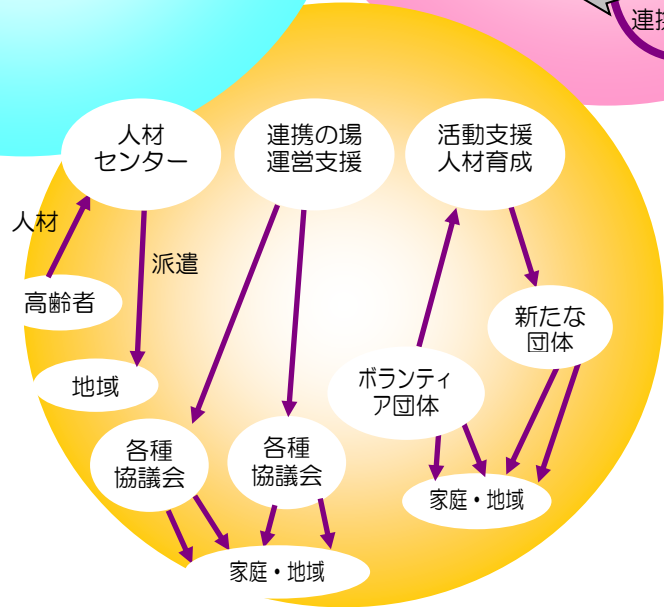 連携
人材
センター
連携の場
運営支援
活動支援
人材育成
人材
派遣
高齢者
新たな
団体
地域
ボランティ
ア団体
各種
協議会
各種
協議会
家庭・地域
家庭・地域